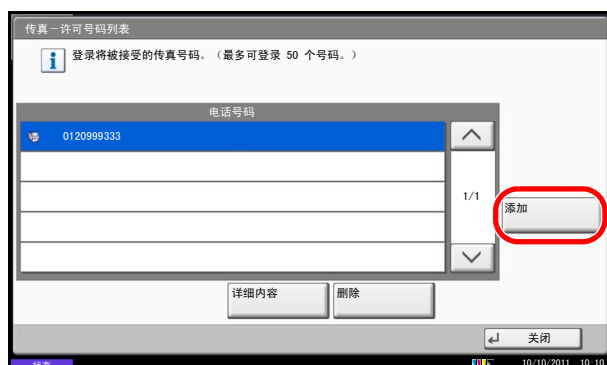 传真－许可号码列表
登录将被接受的传真号码。（最多可登录 50 个号码。）
电话号码
0120999333
1/1
添加
详细内容
删除
关闭
状态
10/10/2011 10:10